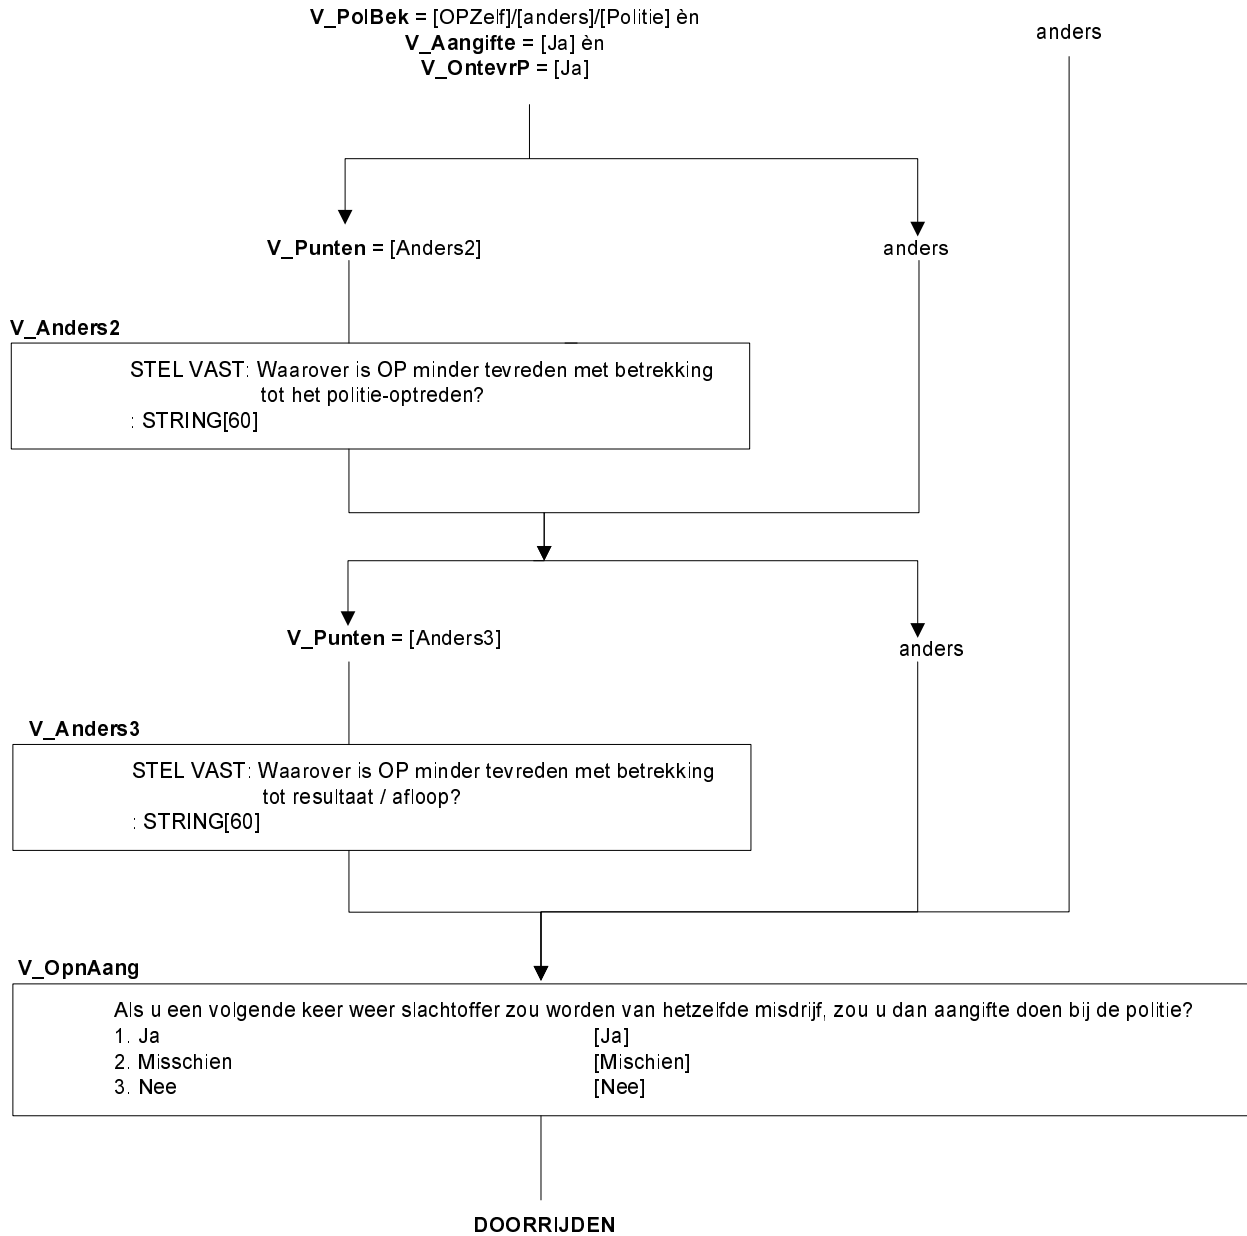 V_PolBek = [OPZelf]/[anders]/[Politie] èn
V_Aangifte = [Ja] èn
V_OntevrP = [Ja]
anders
V_Punten = [Anders2]
anders
V_Anders2
STEL VAST: Waarover is OP minder tevreden met betrekking
tot het politie-optreden?
: STRING[60]
V_Punten = [Anders3]
anders
V_Anders3
STEL VAST: Waarover is OP minder tevreden met betrekking
tot resultaat / afloop?
: STRING[60]
V_OpnAang
Als u een volgende keer weer slachtoffer zou worden van hetzelfde misdrijf, zou u dan aangifte doen bij de politie?
1. Ja [Ja]
2. Misschien [Mischien]
3. Nee [Nee]
DOORRIJDEN